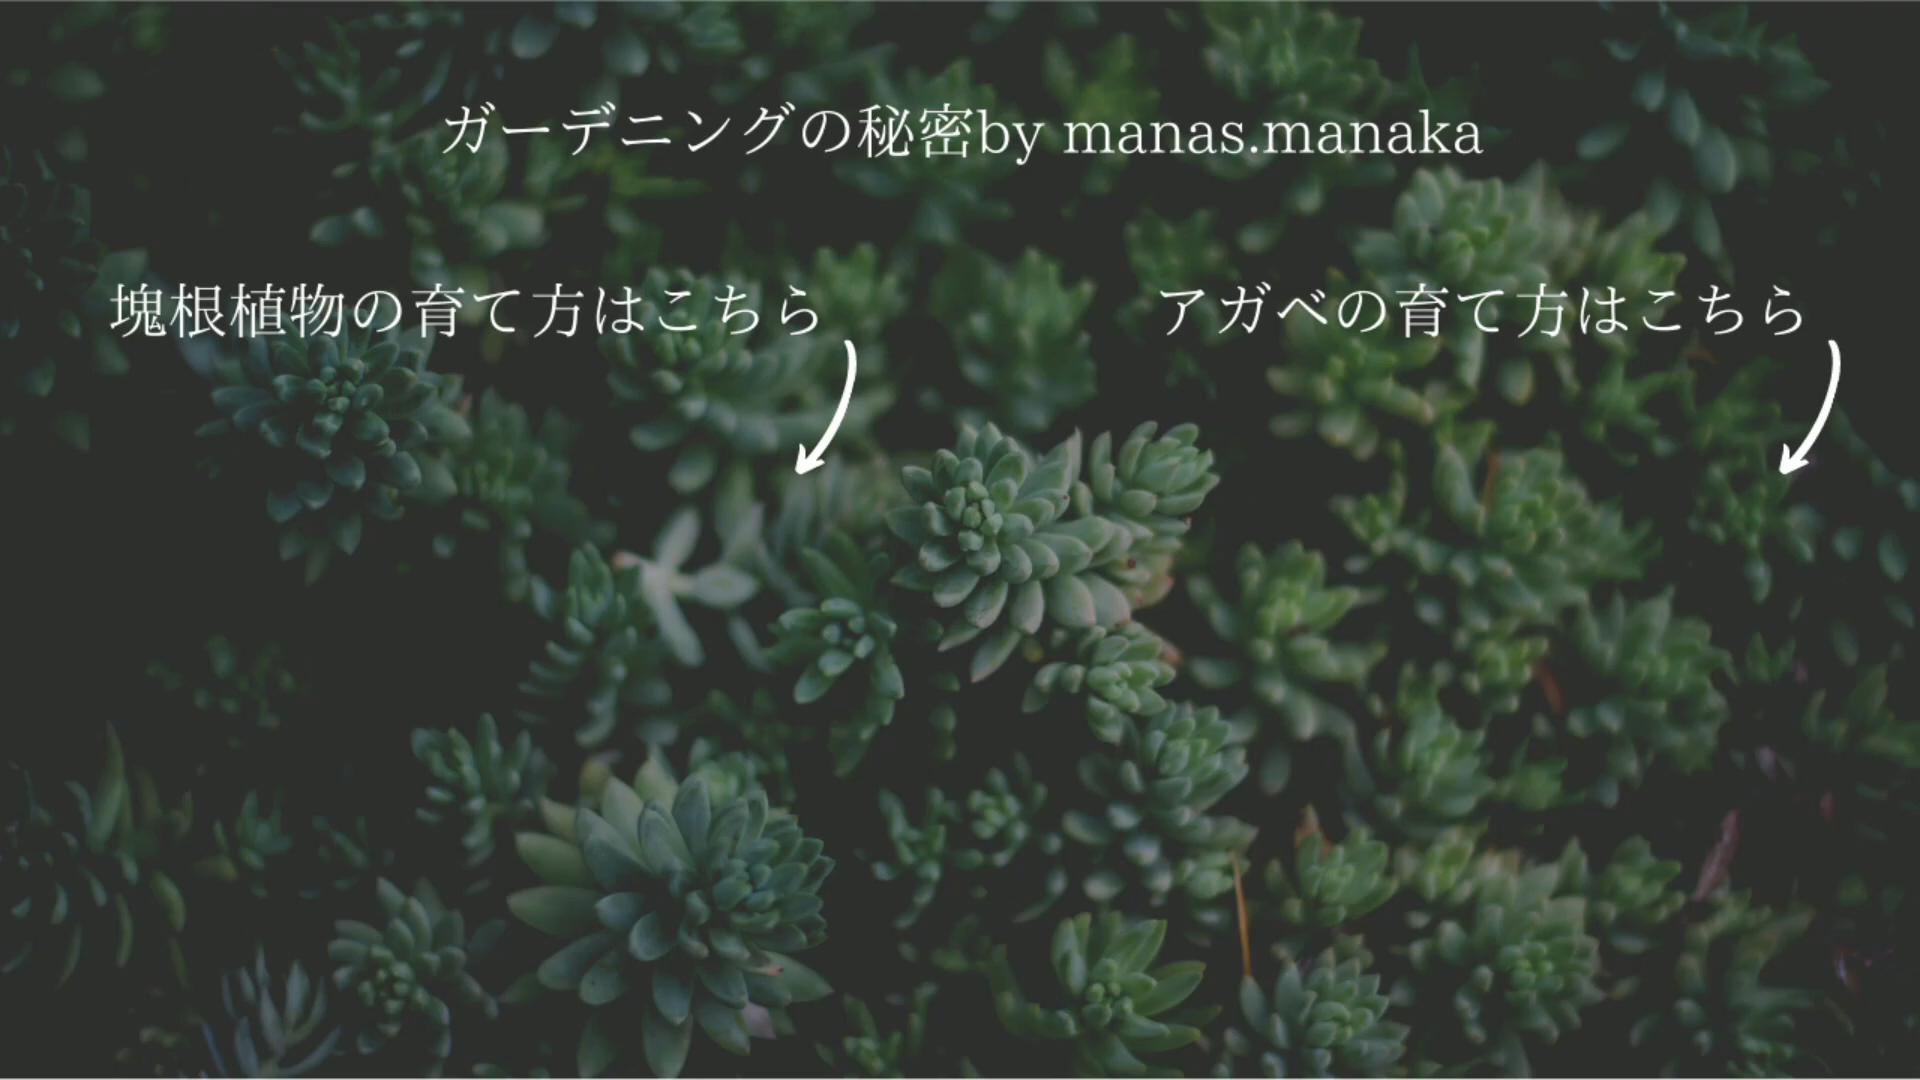 ガーデニングの秘密by manas.manaka
塊根植物の育て方はこちら
アガベの育て方はこちら